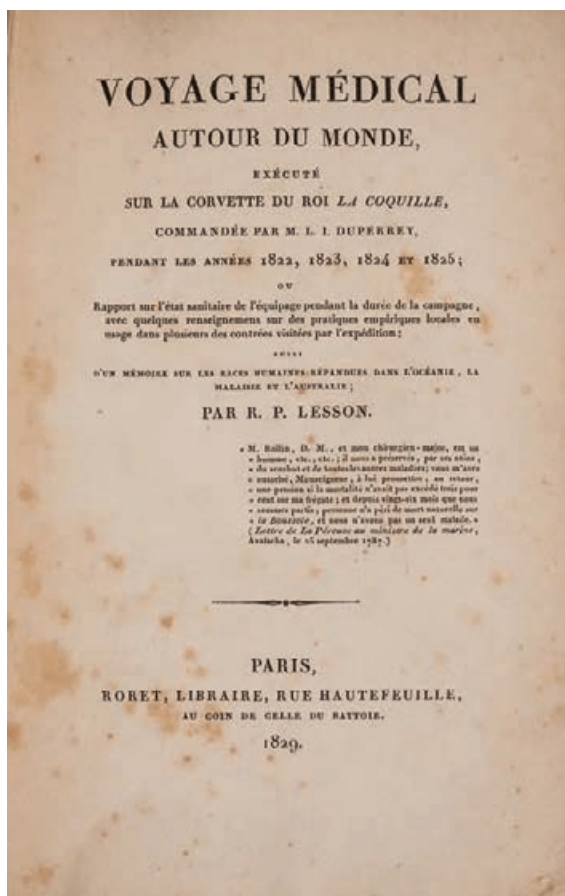 VOYAGE MÉDICAL
AUTOUR DU MONDE,
EXÉCUTÉ
SUR LA CORVETTE DU ROI LA COQUILLE,
COMMANDÉE PAR M. L. I. DUPERREY,
PENDANT LES ANNÉES 1822, 1823, 1824 ET 1825;
OU
Rapport sur l'état sanitaire de l'équipage pendant la durée de la campagne,
avec quelques renseignemens sur des pratiques empiriques locales en
usage dans plusieurs des contrées visitées par l'expédition;
SUIVI
D'UN MÉMOIRE SUR LES RACES HUMAINES RÉPANDUES DANS L'OCÉANIE, LA
MALAISIE ET L'AUSTRALIE;
PAR R. P. LESSON.
« M. Rollin, D. M., et mon chirurgien-major, est un
« homme, etc., etc.; il nous a préservés, par ses soins,
« du scorbut et de toutes les autres maladies; vous m'avez
« autorisé, Monseigneur, à lui promettre, au retour,
« une pension si la mortalité n'avait pas excédé trois pour
« cent sur ma frégate; et depuis vingt-six mois que nous
« sommes partis, personne n'a péri de mort naturelle sur
« la Boussole, et nous n'avons pas un seul malade. »
(Lettre de La Pérouse au ministre de la marine,
Avatscha, le 25 septembre 1787.)
PARIS,
RORET, LIBRAIRE, RUE HAUTEFEUILLE,
AU COIN DE CELLE DU BATTOIR.
1829.